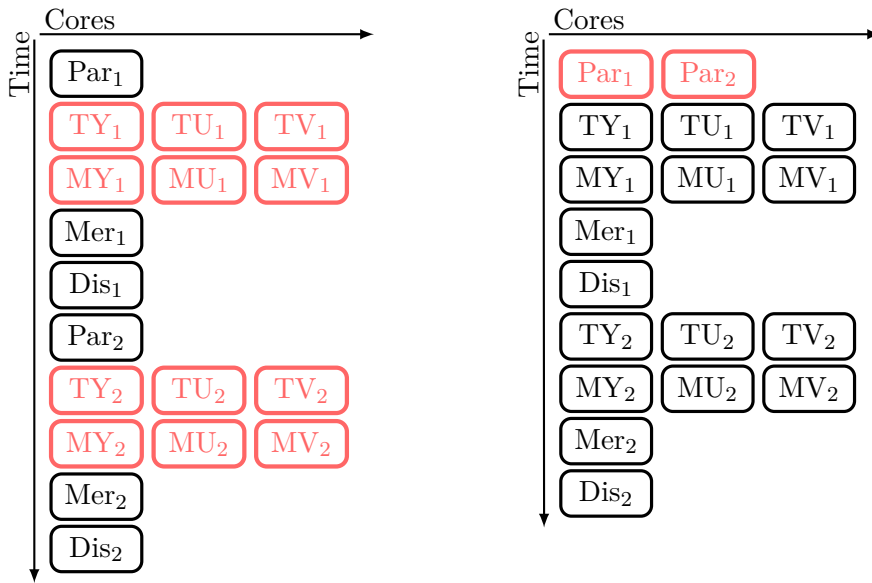 Cores
Time
Par₁
TY₁ TU₁ TV₁
MY₁ MU₁ MV₁
Mer₁
Dis₁
Par₂
TY₂ TU₂ TV₂
MY₂ MU₂ MV₂
Mer₂
Dis₂
Cores
Time
Par₁ Par₂
TY₁ TU₁ TV₁
MY₁ MU₁ MV₁
Mer₁
Dis₁
TY₂ TU₂ TV₂
MY₂ MU₂ MV₂
Mer₂
Dis₂